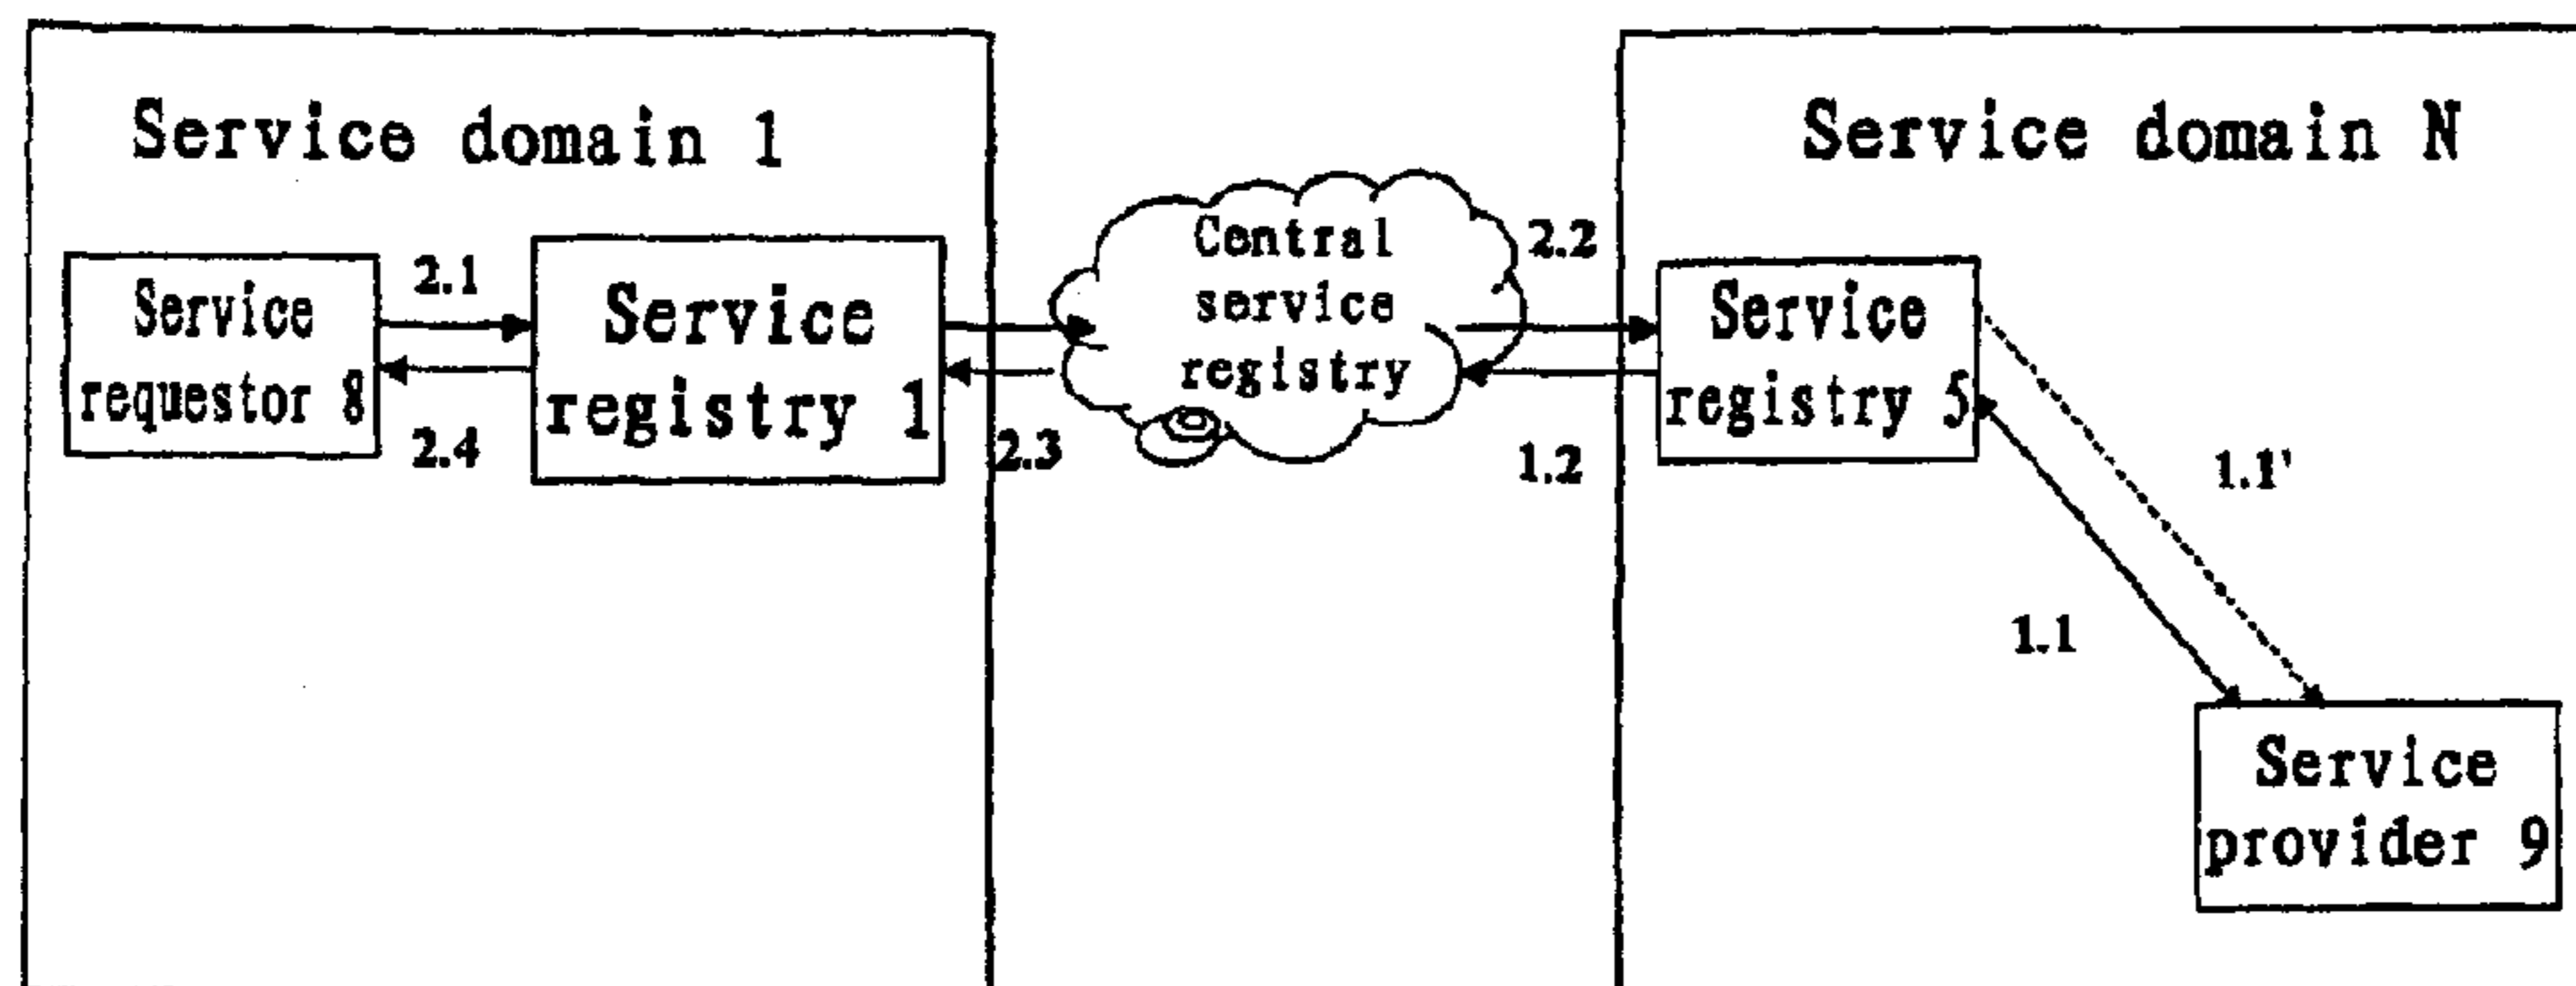 Service domain 1
Service domain N
Central
service
registry
2.2
2.1
Service
requestor 8
Service
registry 1
Service
registry 5
2.4
2.3
1.2
1.1'
1.1
Service
provider 9